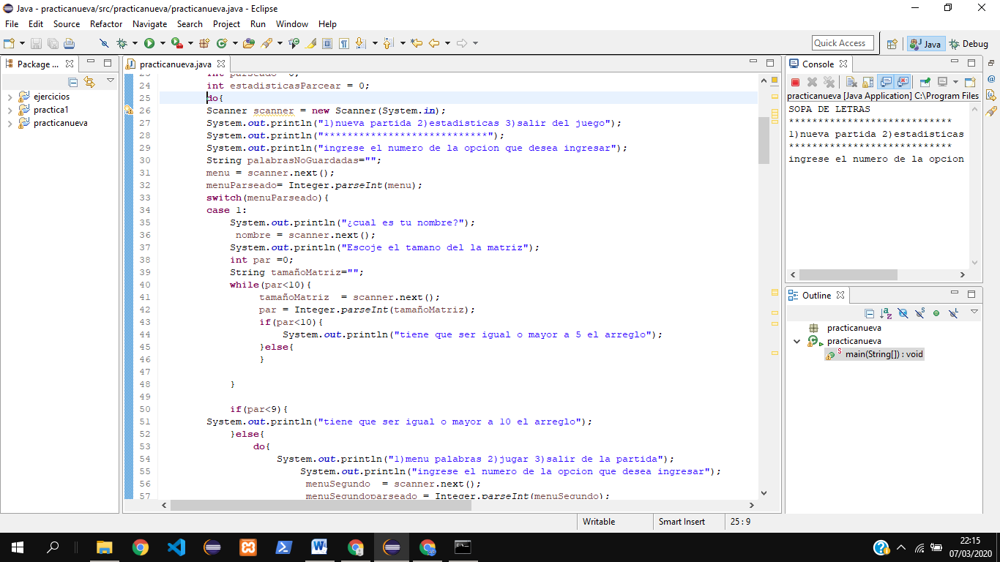 Java - practicanueva/src/practicanueva/practicanueva.java - Eclipse
File Edit Source Refactor Navigate Search Project Run Window Help
Quick Access
Java
Debug
Package ...
ejercicios
practica1
practicanueva
practicanueva.java
23 int parseado =0;
24 int estadisticasParcear = 0;
25 do{
26 Scanner scanner = new Scanner(System.in);
27 System.out.println("1)nueva partida 2)estadisticas 3)salir del juego");
28 System.out.println("****************************");
29 System.out.println("ingrese el numero de la opcion que desea ingresar");
30 String palabrasNoGuardadas="";
31 menu = scanner.next();
32 menuParseado= Integer.parseInt(menu);
33 switch(menuParseado){
34 case 1:
35 System.out.println("¿cual es tu nombre?");
36 nombre = scanner.next();
37 System.out.println("Escoje el tamano del la matriz");
38 int par =0;
39 String tamañoMatriz="";
40 while(par<10){
41 tamañoMatriz = scanner.next();
42 par = Integer.parseInt(tamañoMatriz);
43 if(par<10){
44 System.out.println("tiene que ser igual o mayor a 5 el arreglo");
45 }else{
46 }
47
48 }
49
50 if(par<9){
51 System.out.println("tiene que ser igual o mayor a 10 el arreglo");
52 }else{
53 do{
54 System.out.println("1)menu palabras 2)jugar 3)salir de la partida");
55 System.out.println("ingrese el numero de la opcion que desea ingresar");
56 menuSegundo = scanner.next();
57 menuSegundoparseado = Integer.parseInt(menuSegundo);
Console
practicanueva [Java Application] C:\Program Files
SOPA DE LETRAS
****************************
1)nueva partida 2)estadisticas
****************************
ingrese el numero de la opcion
Outline
practicanueva
practicanueva
main(String[]) : void
Writable
Smart Insert
25 : 9
22:15
07/03/2020